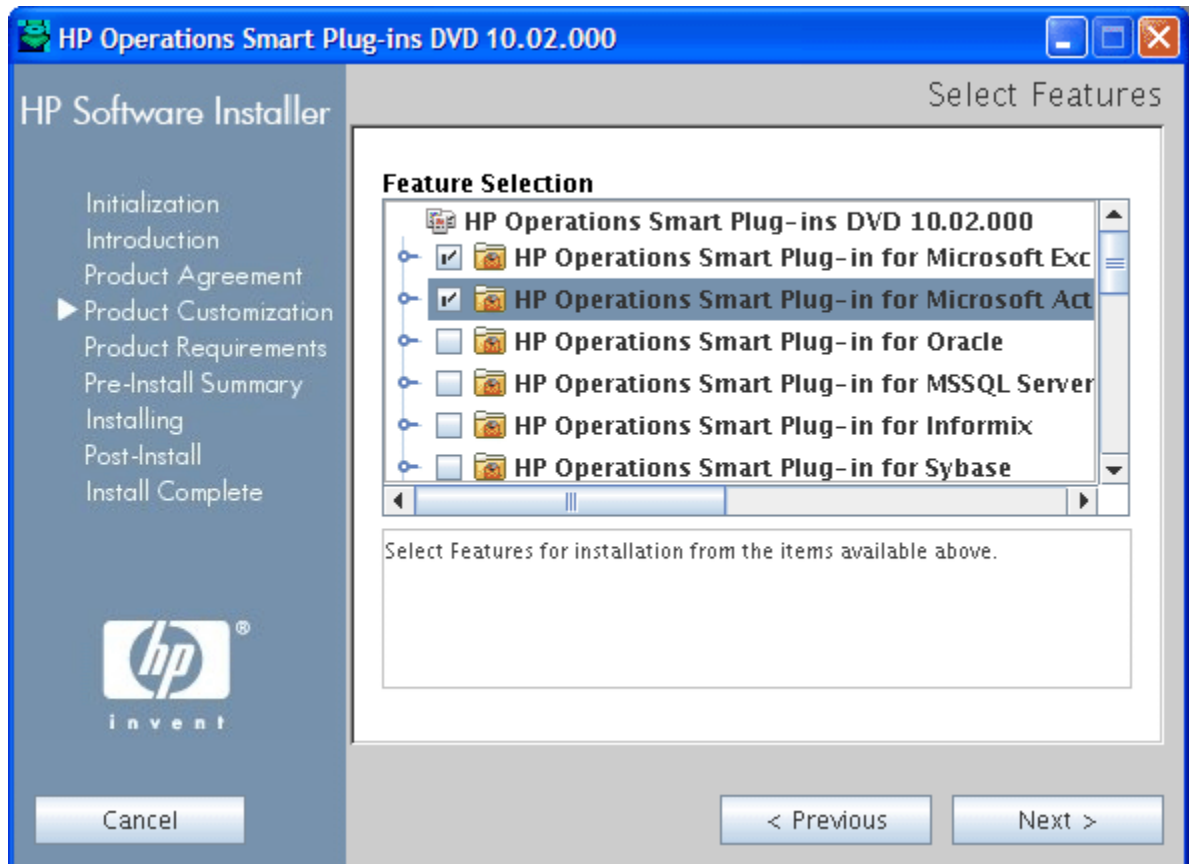 HP Operations Smart Plug-ins DVD 10.02.000
HP Software Installer
Initialization
Introduction
Product Agreement
Product Customization
Product Requirements
Pre-Install Summary
Installing
Post-Install
Install Complete
hp
®
invent
Cancel
Select Features
Feature Selection
HP Operations Smart Plug-ins DVD 10.02.000
HP Operations Smart Plug-in for Microsoft Exc
HP Operations Smart Plug-in for Microsoft Act
HP Operations Smart Plug-in for Oracle
HP Operations Smart Plug-in for MSSQL Server
HP Operations Smart Plug-in for Informix
HP Operations Smart Plug-in for Sybase
Select Features for installation from the items available above.
< Previous
Next >